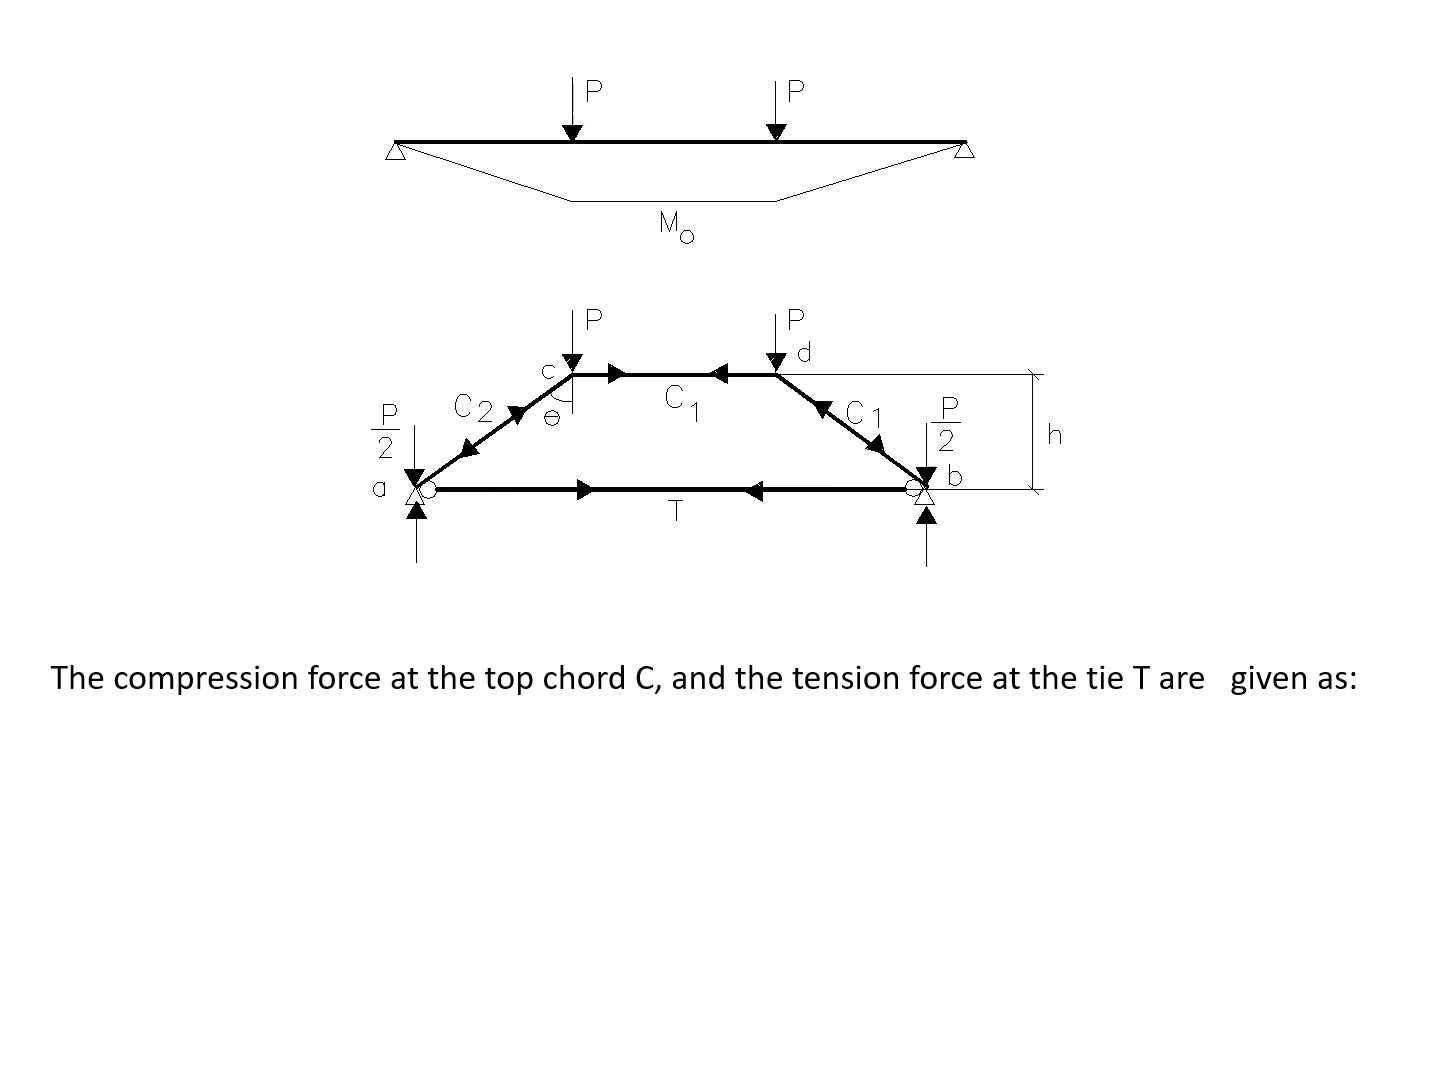 P P
M₀
P P
c d
C₂ C₁ C₁
θ
P/2 P/2
h
a b
T
The compression force at the top chord C, and the tension force at the tie T are given as: